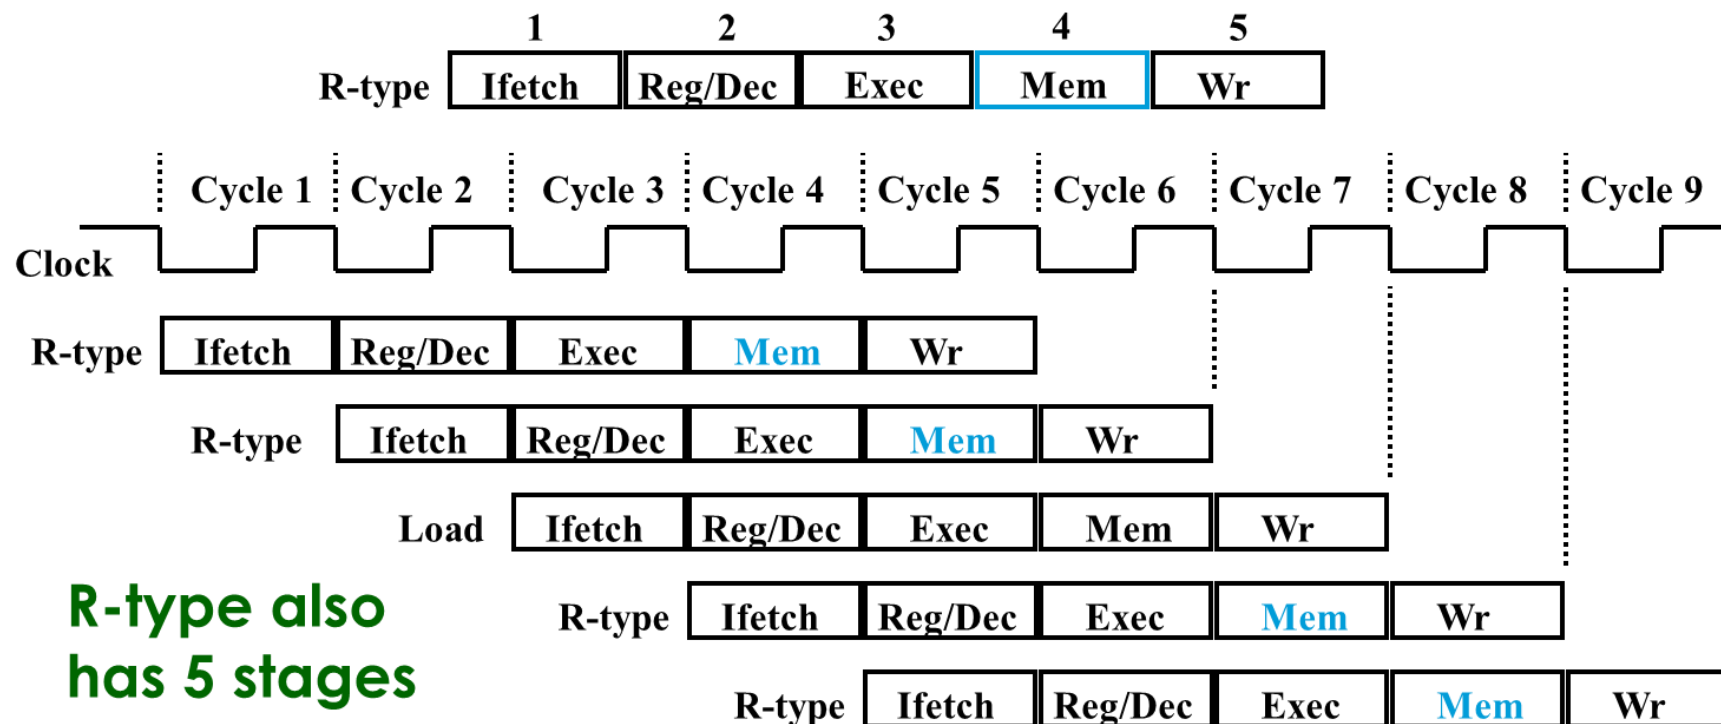 1 2 3 4 5
R-type Ifetch Reg/Dec Exec Mem Wr
Cycle 1 Cycle 2 Cycle 3 Cycle 4 Cycle 5 Cycle 6 Cycle 7 Cycle 8 Cycle 9
Clock
R-type Ifetch Reg/Dec Exec Mem Wr
R-type Ifetch Reg/Dec Exec Mem Wr
Load Ifetch Reg/Dec Exec Mem Wr
R-type Ifetch Reg/Dec Exec Mem Wr
R-type also
has 5 stages
R-type Ifetch Reg/Dec Exec Mem Wr